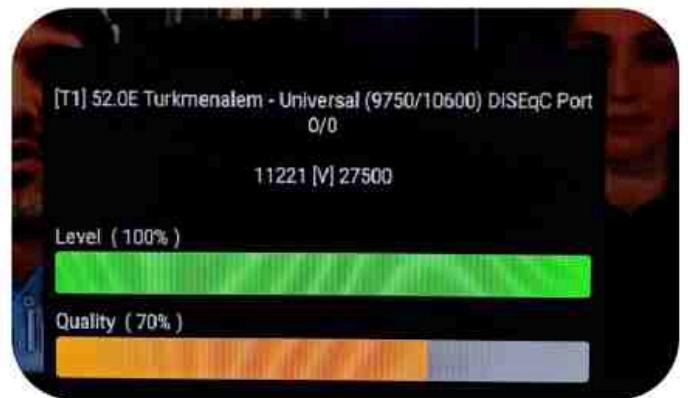 [T1] 52.0E Turkmenalem - Universal (9750/10600) DiSEqC Port
0/0
11221 [V] 27500
Level ( 100% )
Quality ( 70% )